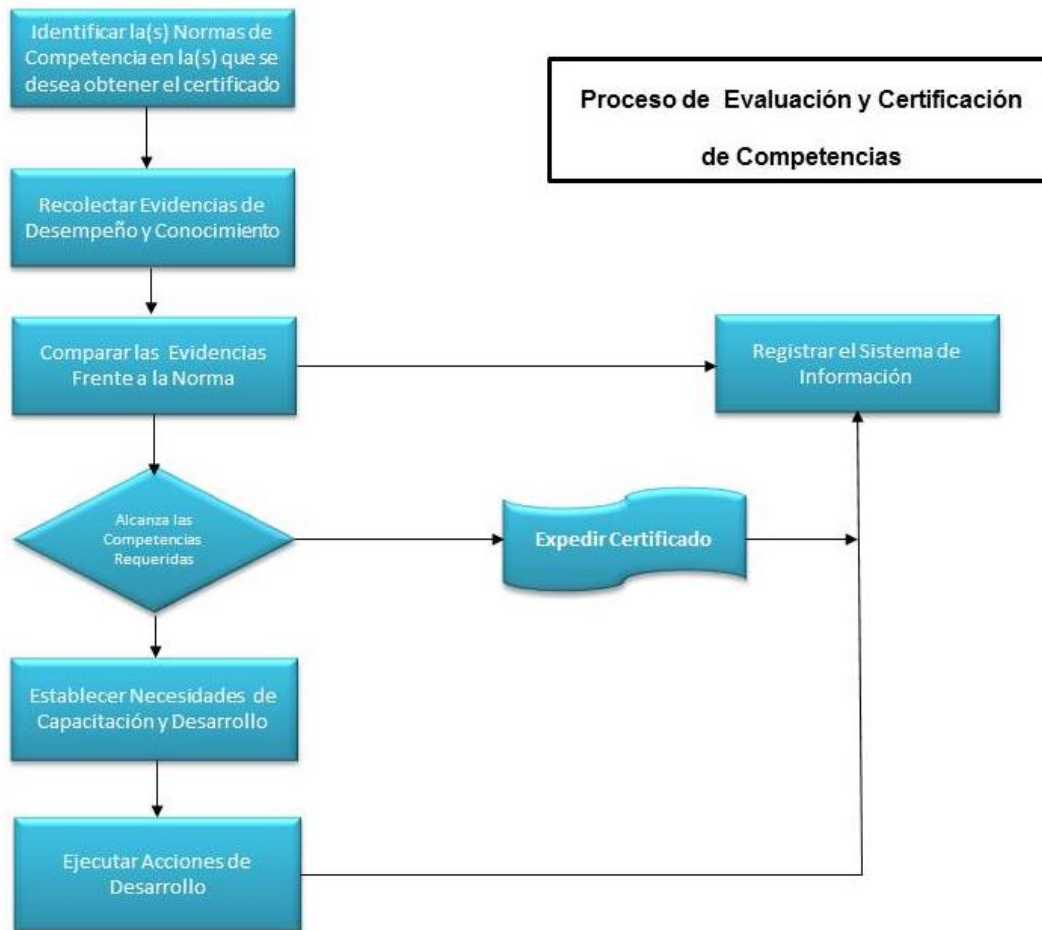 Identificar la(s) Normas de
Competencia en la(s) que se
desea obtener el certificado
Proceso de Evaluación y Certificación
de Competencias
Recolectar Evidencias de
Desempeño y Conocimiento
Comparar las Evidencias
Frente a la Norma
Registrar el Sistema de
Información
Alcanza las
Competencias
Requeridas
Expedir Certificado
Establecer Necesidades de
Capacitación y Desarrollo
Ejecutar Acciones de
Desarrollo